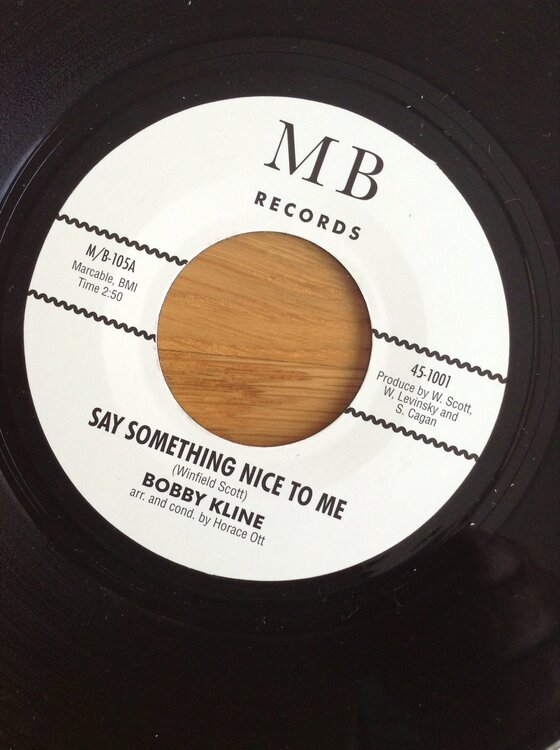 MB
RECORDS
M/B-105A
Marcable, BMI
Time 2:50
45-1001
Produce by W. Scott,
W. Levinsky and
S. Cagan
SAY SOMETHING NICE TO ME
(Winfield Scott)
BOBBY KLINE
arr. and cond. by Horace Ott